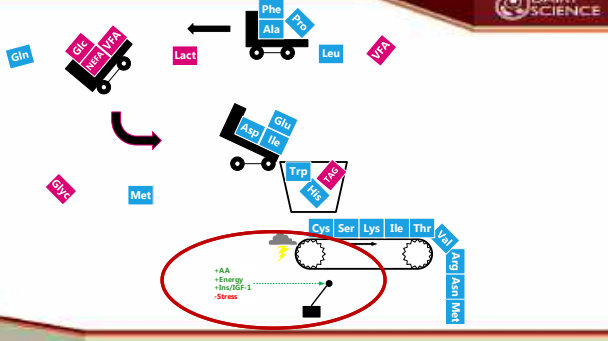 SCIENCE
Phe
Pro
Ala
Glc
VFA
NEFA
Gln
Lact
Leu
VFA
Glu
Asp
Ile
Trp
TAG
His
Glyc
Met
Cys Ser Lys Ile Thr
Val
Arg
Asn
Met
+AA
+Energy
+Ins/IGF-1
-Stress